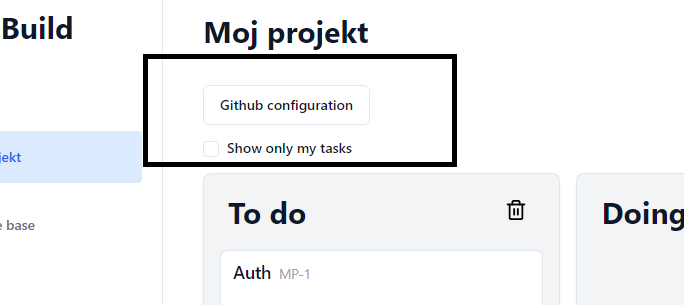 Build
Moj projekt
Github configuration
Show only my tasks
jekt
To do
Doing
e base
Auth MP-1